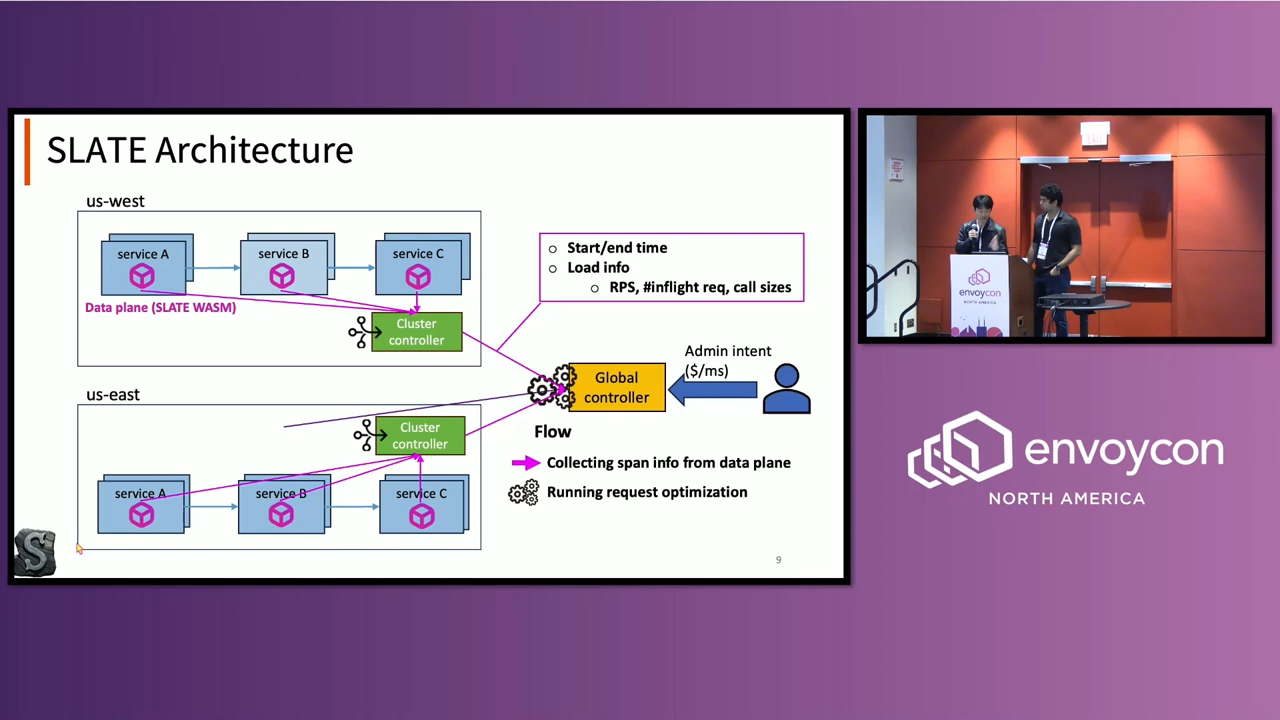 SLATE Architecture
us-west
service A
service B
service C
Data plane (SLATE WASM)
Cluster
controller
Start/end time
Load info
RPS, #inflight req, call sizes
Global
controller
Admin intent
($/ms)
us-east
Cluster
controller
service A
service B
service C
Flow
Collecting span info from data plane
Running request optimization
S
9
EXIT
envoycon
NORTH AMERICA
envoycon
NORTH AMERICA